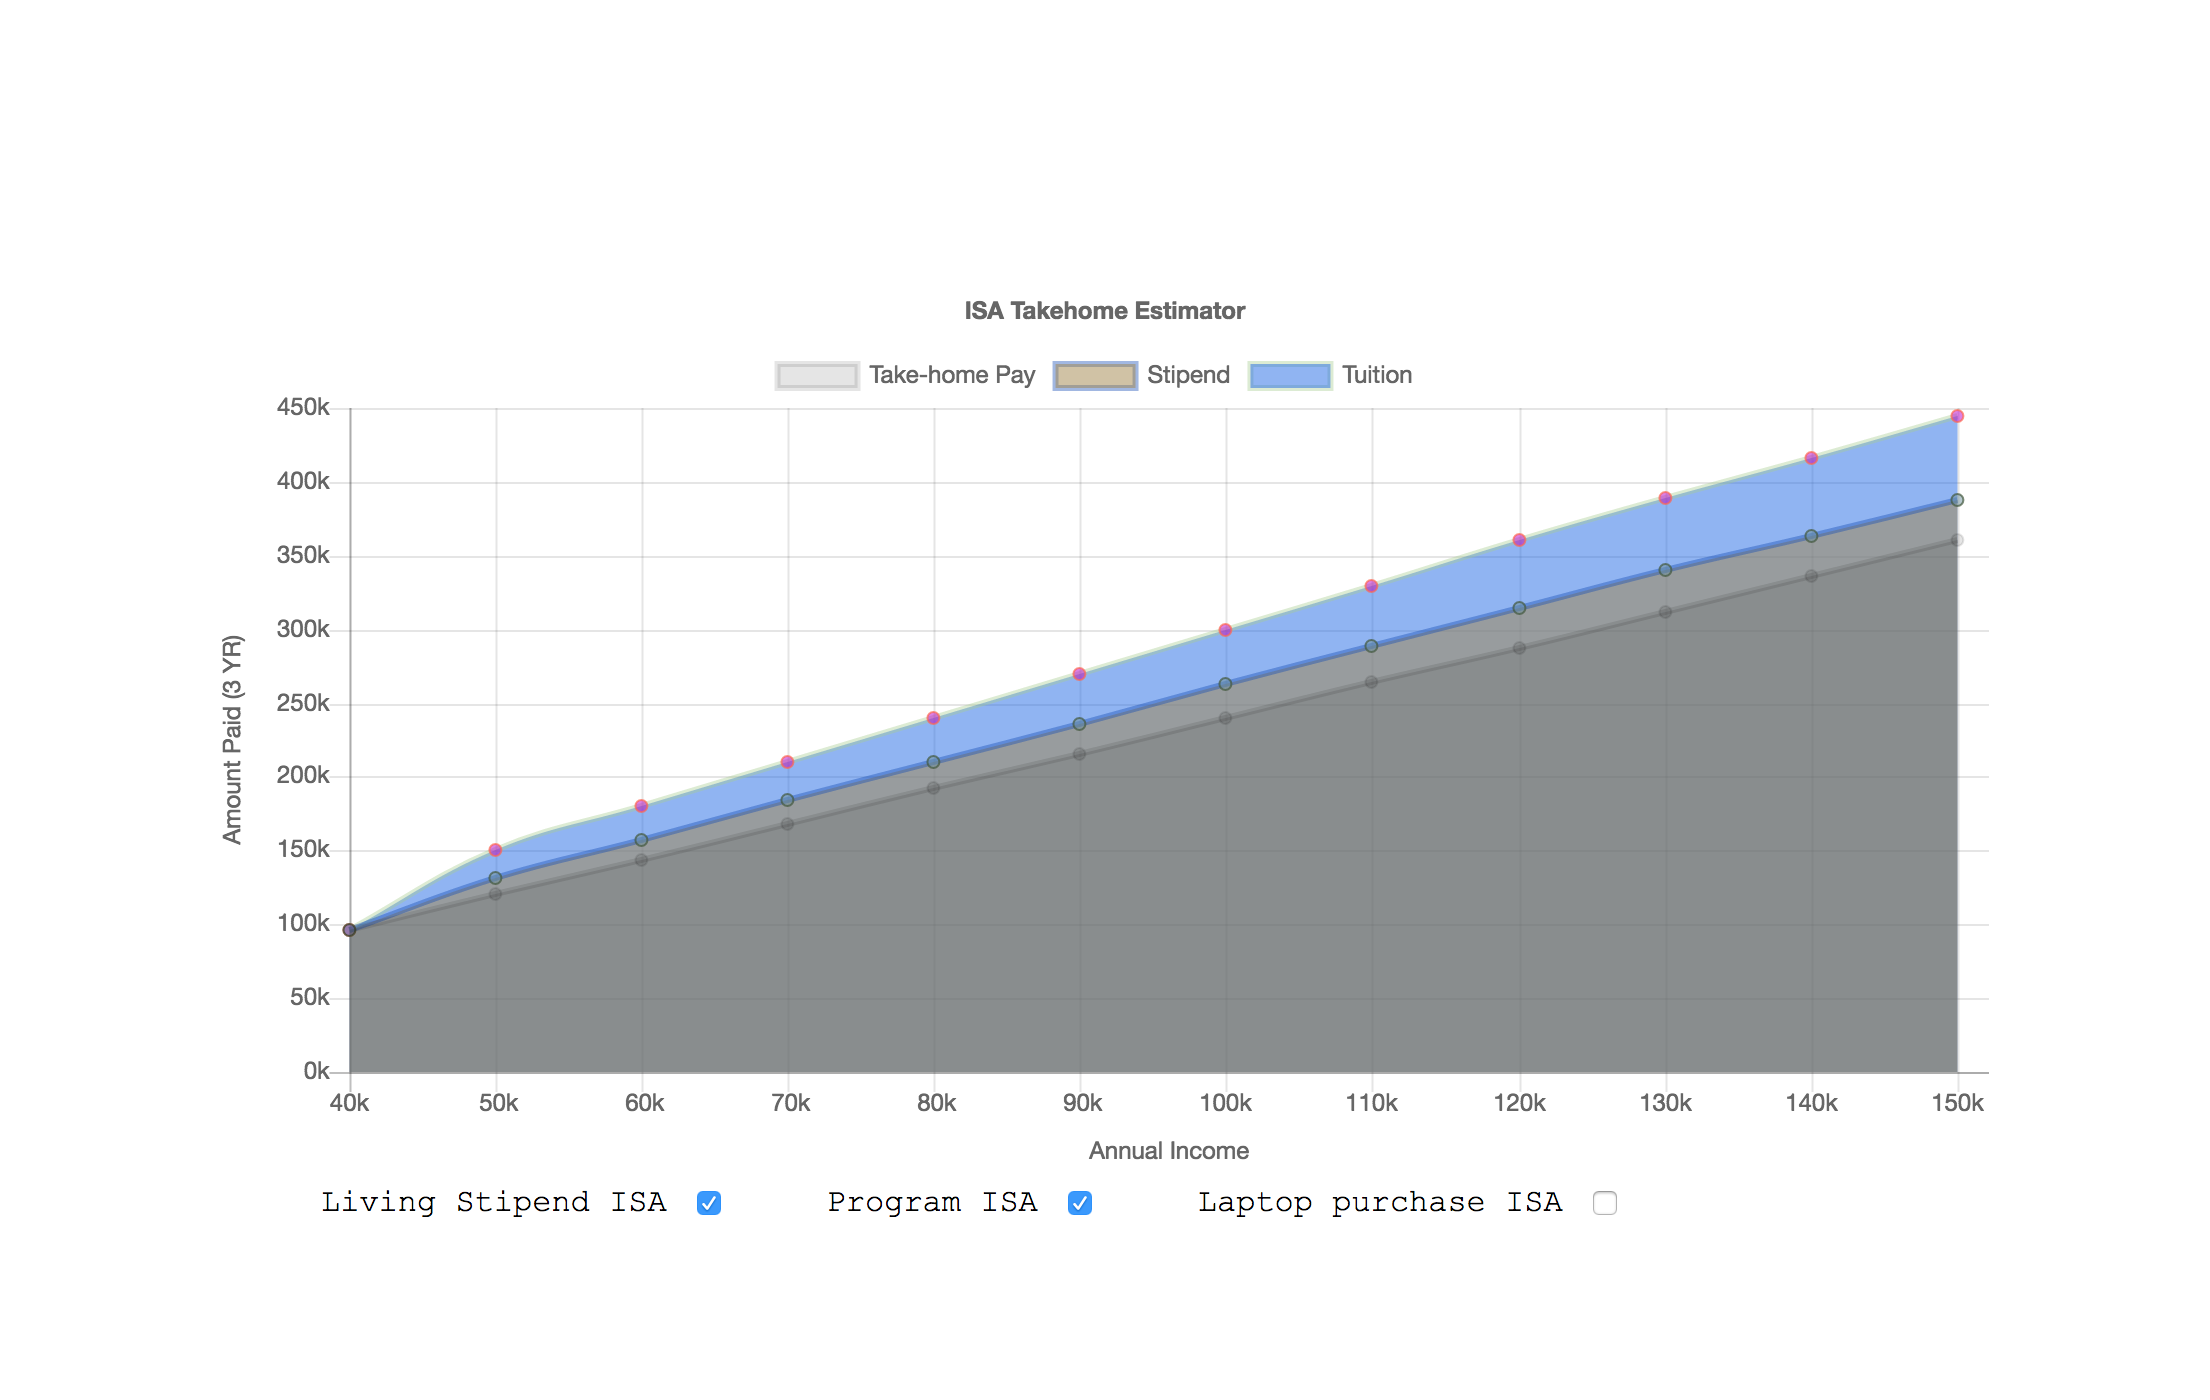 ISA Takehome Estimator
Take-home Pay Stipend Tuition
450k
400k
350k
300k
250k
200k
150k
100k
50k
0k
Amount Paid (3 YR)
40k 50k 60k 70k 80k 90k 100k 110k 120k 130k 140k 150k
Annual Income
Living Stipend ISA Program ISA Laptop purchase ISA